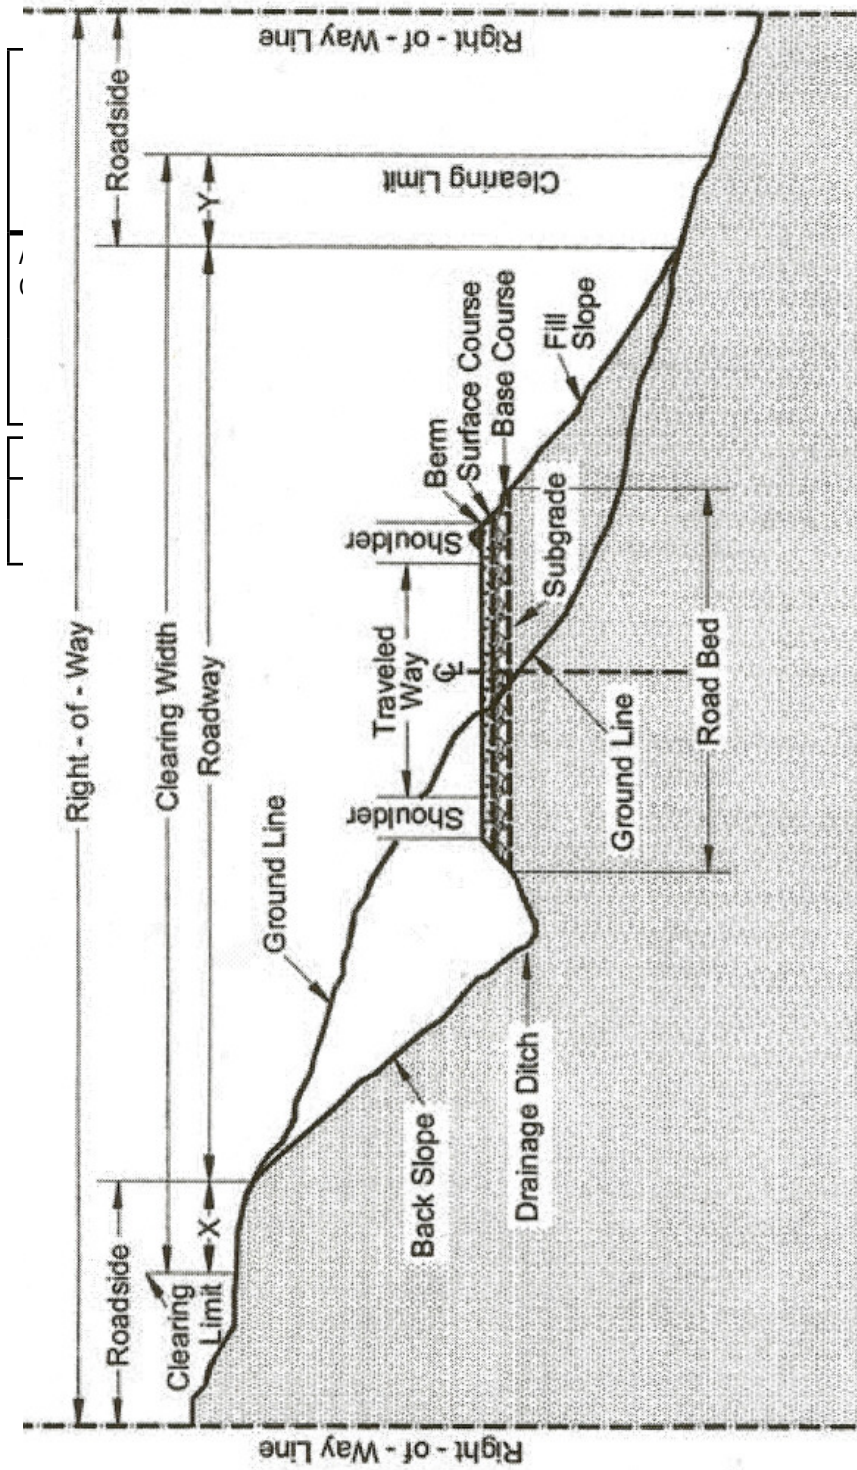 Right - of - Way
Roadside
Roadside
Clearing Width
Roadway
X
Y
Clearing
Limit
Clearing Limit
Right - of - Way Line
Right - of - Way Line
Ground Line
Shoulder
Traveled
Way
Shoulder
℄
Berm
Surface Course
Base Course
Fill
Slope
Back Slope
Drainage Ditch
Subgrade
Ground Line
Road Bed